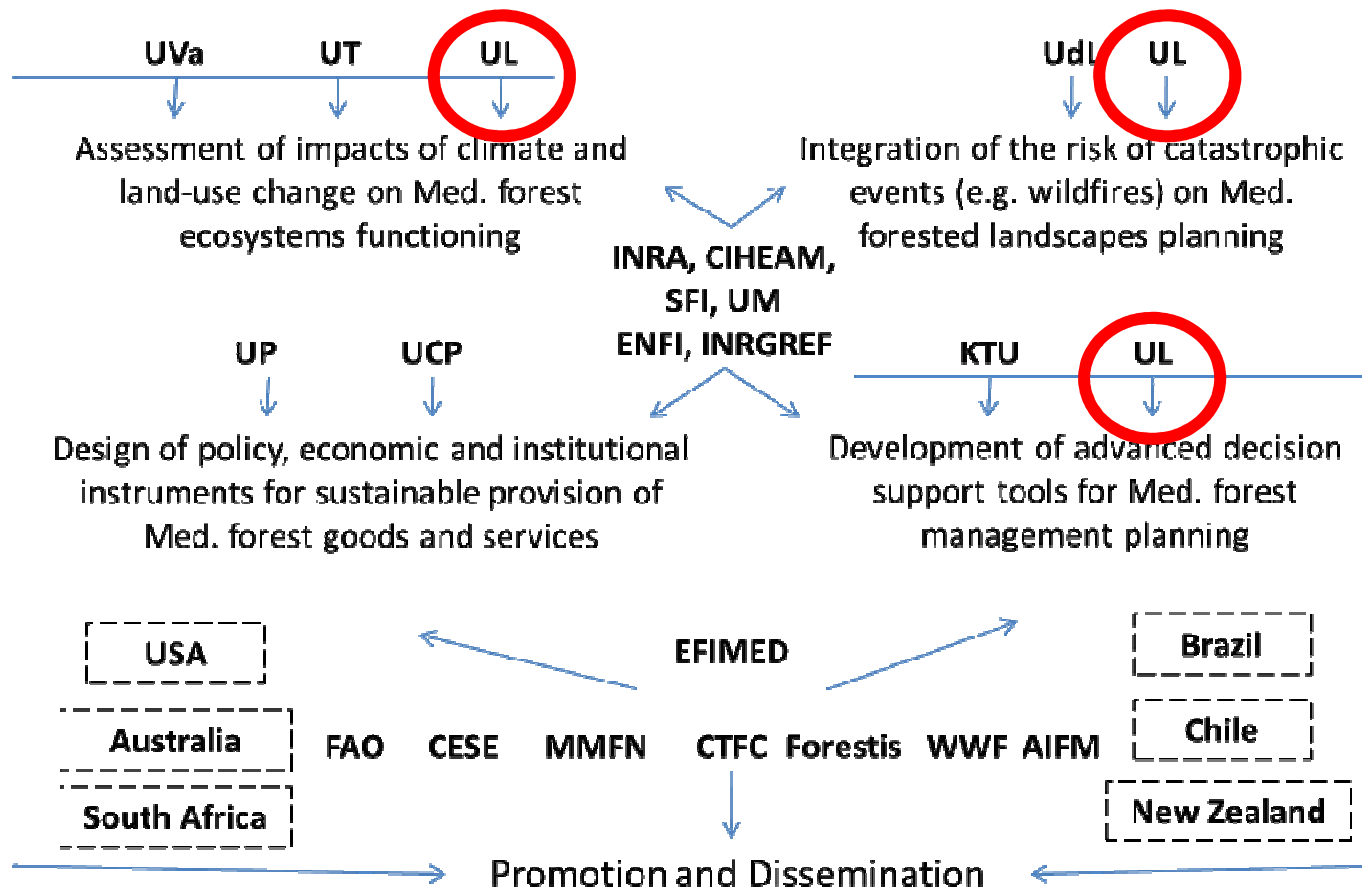 UVa UT UL
Assessment of impacts of climate and
land-use change on Med. forest
ecosystems functioning
UdL UL
Integration of the risk of catastrophic
events (e.g. wildfires) on Med.
forested landscapes planning
INRA, CIHEAM,
SFI, UM
ENFI, INRGREF
UP UCP
Design of policy, economic and institutional
instruments for sustainable provision of
Med. forest goods and services
KTU UL
Development of advanced decision
support tools for Med. forest
management planning
USA
Australia
South Africa
EFIMED
FAO CESE MMFN CTFC Forestis WWF AIFM
Brazil
Chile
New Zealand
Promotion and Dissemination